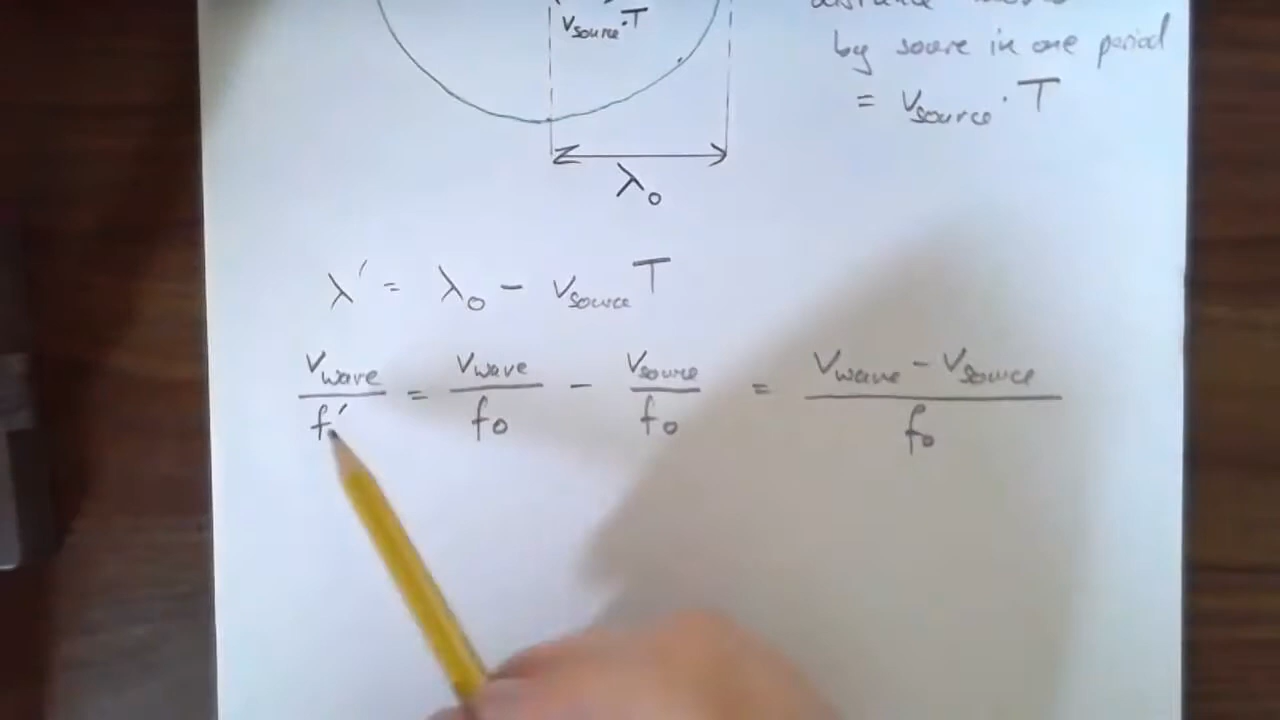 v_source · T
by source in one period
= v_source · T
λ₀
λ′ = λ₀ - v_source T
v_wave / f′ = v_wave / f₀ - v_source / f₀ = (v_wave - v_source) / f₀